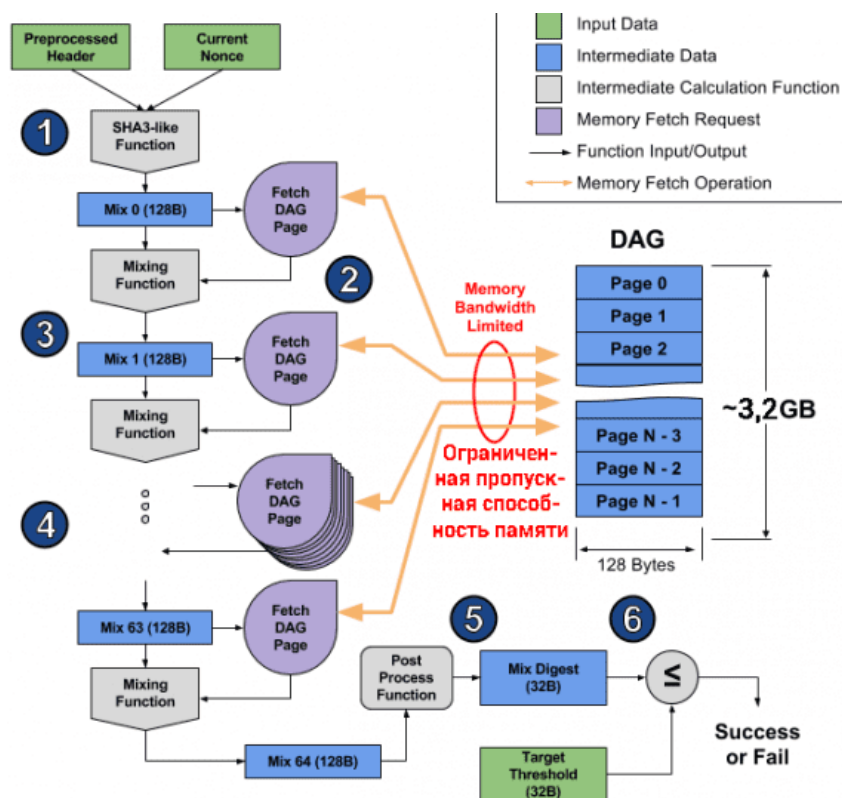 Preprocessed
Header
Current
Nonce
Input Data
Intermediate Data
Intermediate Calculation Function
Memory Fetch Request
Function Input/Output
Memory Fetch Operation
1
SHA3-like
Function
Mix 0 (128B)
Fetch
DAG
Page
Mixing
Function
2
3
Mix 1 (128B)
Fetch
DAG
Page
Mixing
Function
Memory
Bandwidth
Limited
DAG
Page 0
Page 1
Page 2
Page N - 3
Page N - 2
Page N - 1
~3,2GB
128 Bytes
Ограничен-
ная пропуск-
ная способ-
ность памяти
4
Fetch
DAG
Page
Mix 63 (128B)
Fetch
DAG
Page
Mixing
Function
Mix 64 (128B)
5
6
Post
Process
Function
Mix Digest
(32B)
≤
Target
Threshold
(32B)
Success
or Fail